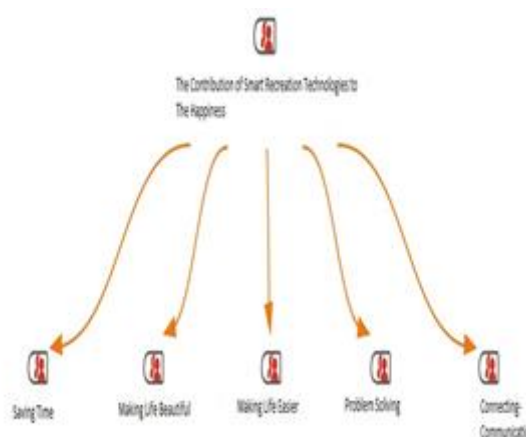 The Contribution of Smart Recreation Technologies to
The Happiness
Saving Time
Making Life Beautiful
Making Life Easier
Problem Solving
Connecting-
Communicati